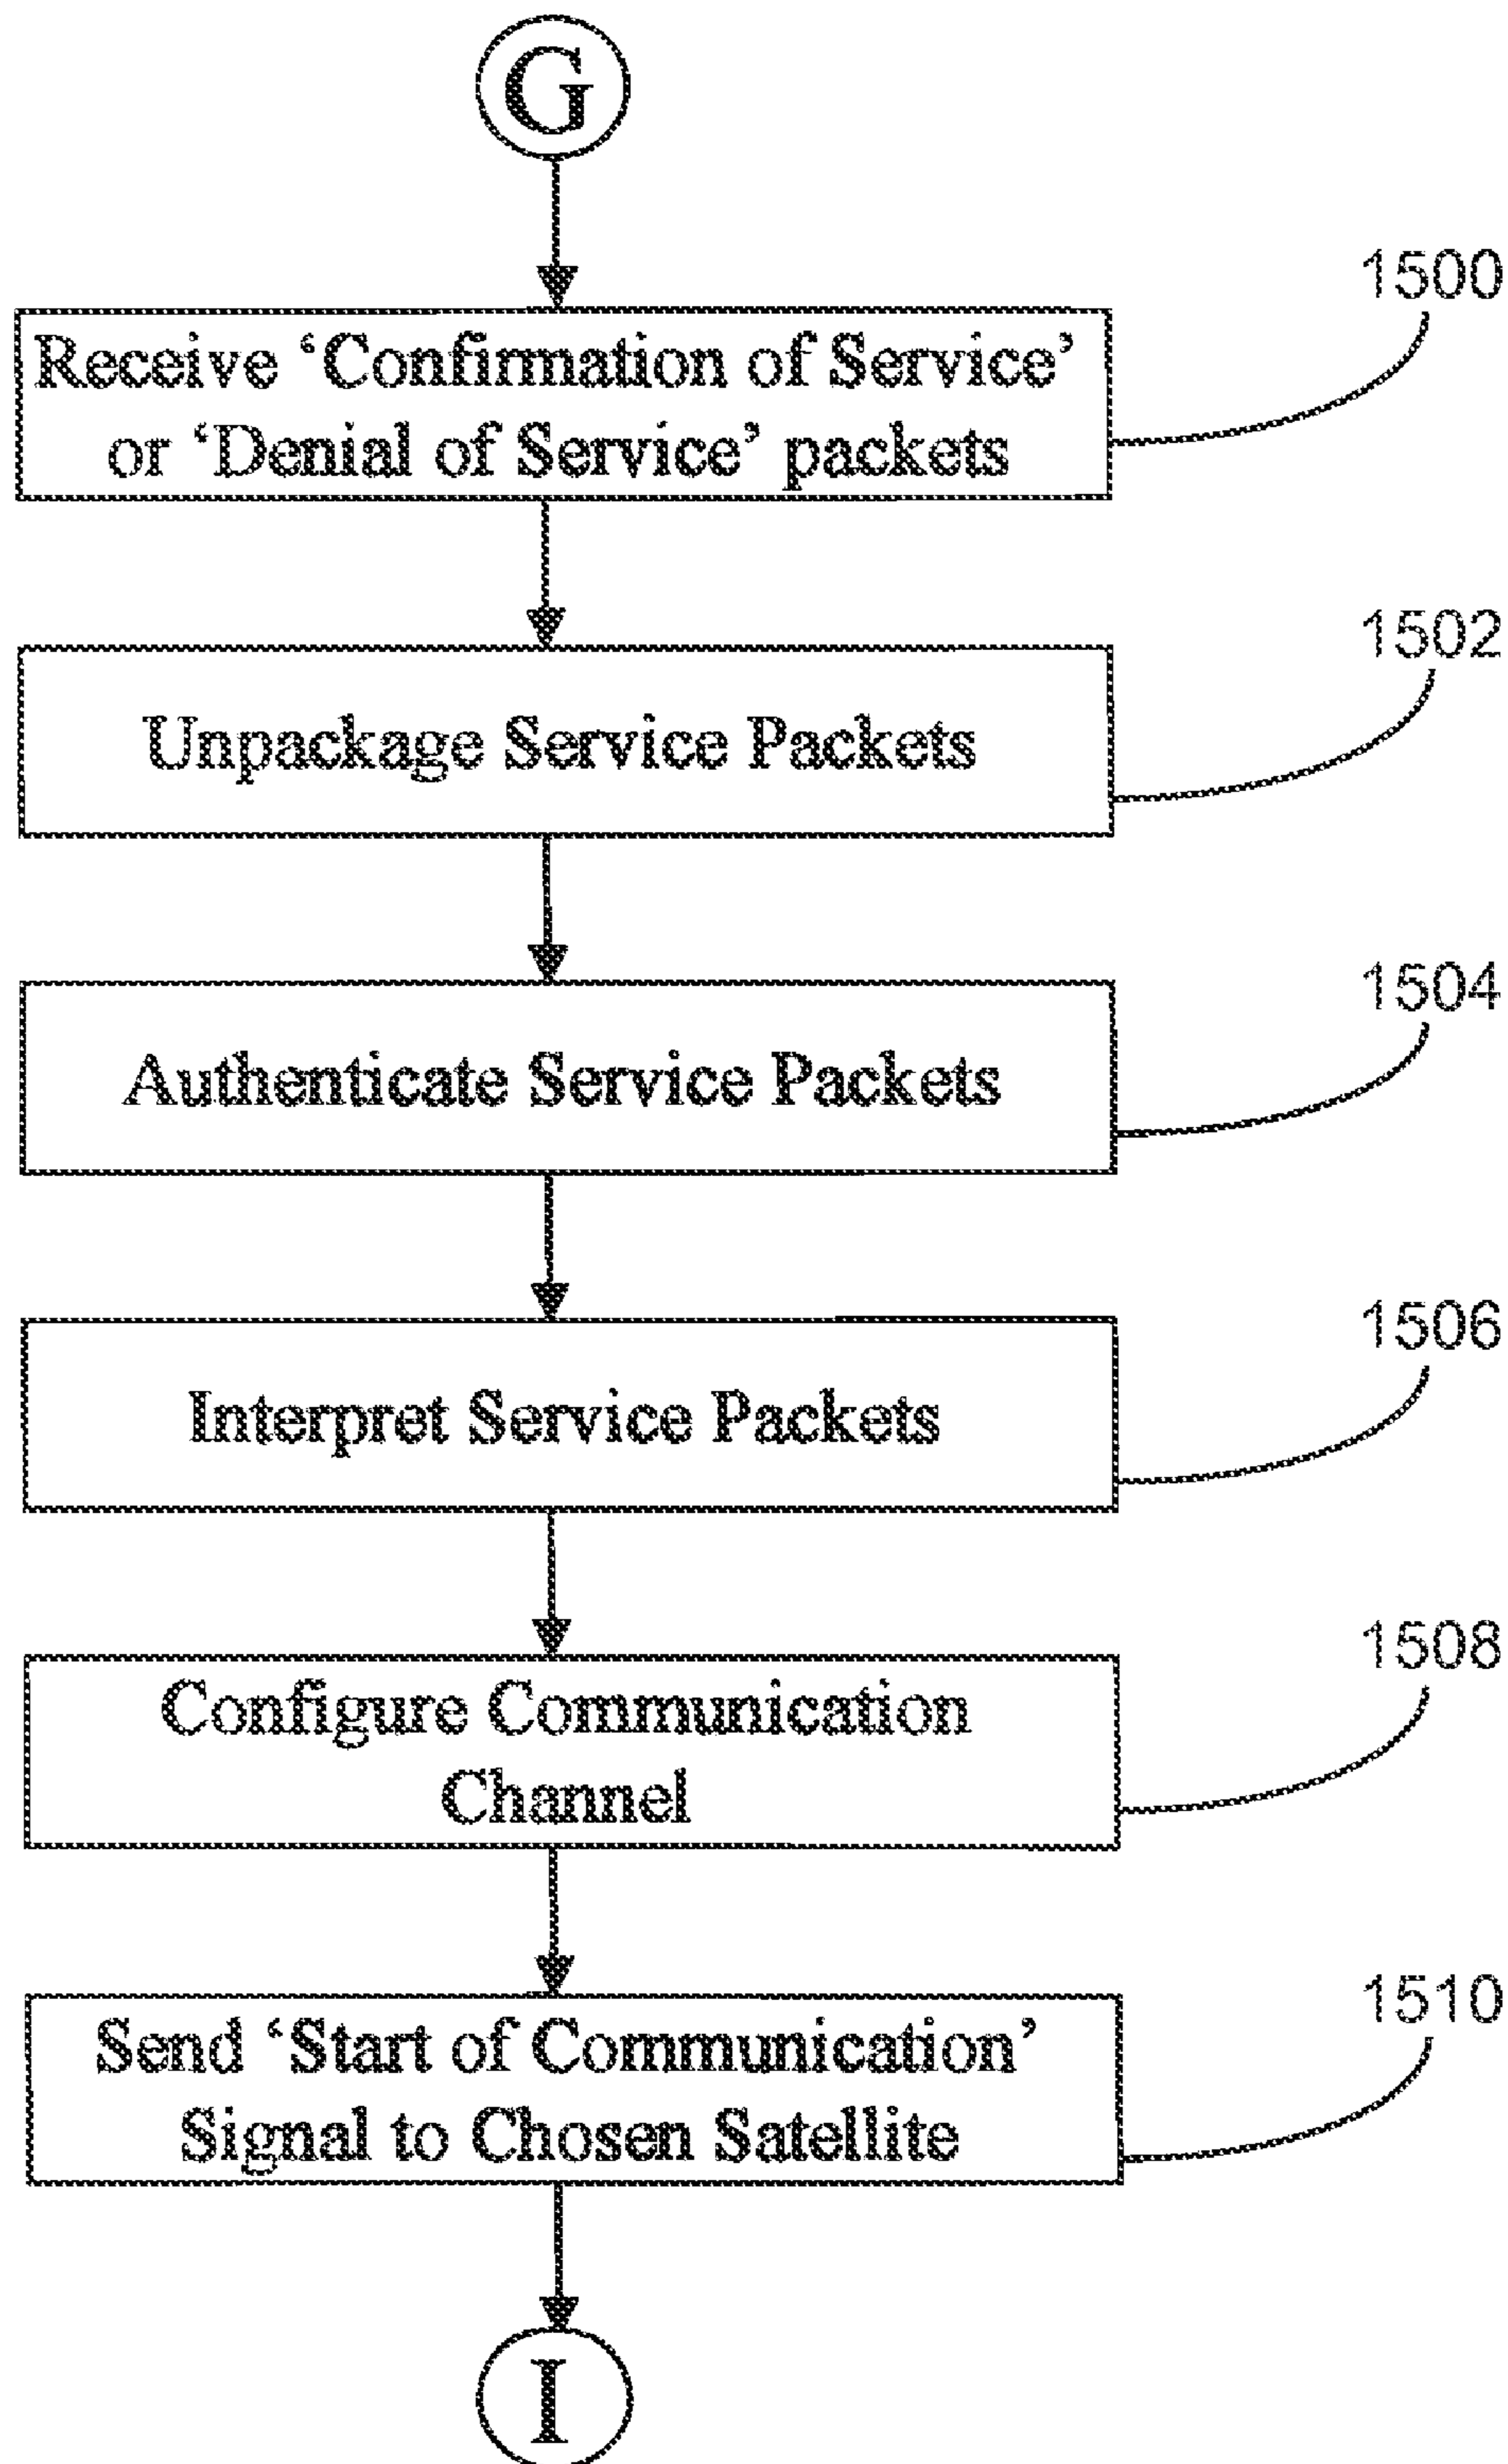 G
1500
Receive ‘Confirmation of Service’
or ‘Denial of Service’ packets
1502
Unpackage Service Packets
1504
Authenticate Service Packets
1506
Interpret Service Packets
1508
Configure Communication
Channel
1510
Send ‘Start of Communication’
Signal to Chosen Satellite
I